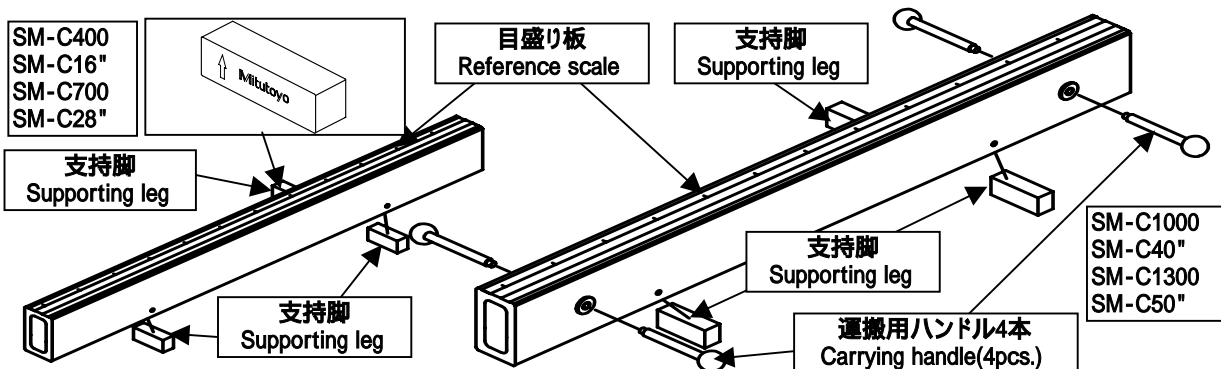 SM-C400
SM-C16"
SM-C700
SM-C28"
Mitutoyo
目盛り板
Reference scale
支持脚
Supporting leg
支持脚
Supporting leg
支持脚
Supporting leg
支持脚
Supporting leg
SM-C1000
SM-C40"
SM-C1300
SM-C50"
運搬用ハンドル4本
Carrying handle(4pcs.)